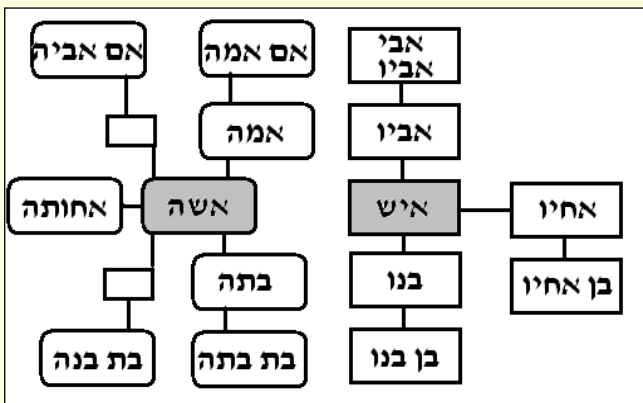 אבי
אביו
אם אמה
אם אביה
אביו
אמה
אחיו
איש
אשה
אחותה
בן אחיו
בנו
בתה
בן בנו
בת בתה
בת בנה